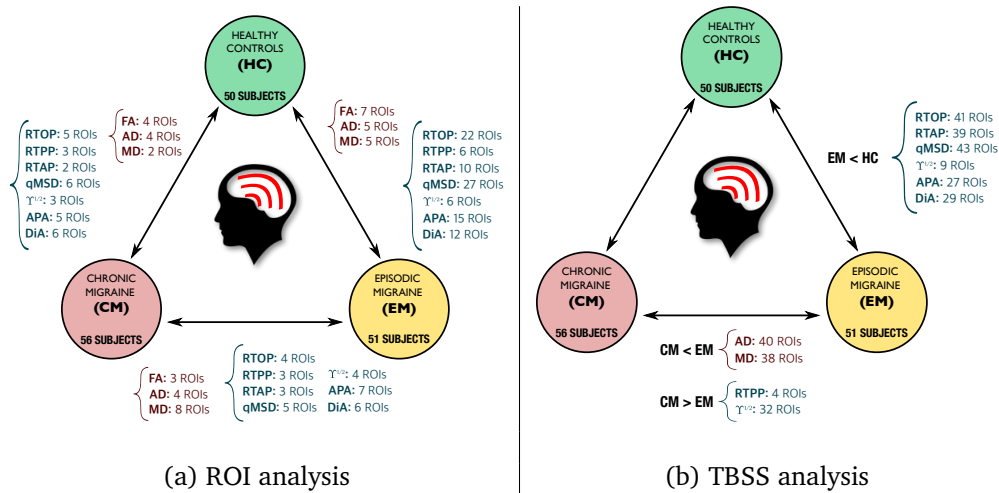 HEALTHY
CONTROLS
(HC)
50 SUBJECTS
FA: 4 ROIs
AD: 4 ROIs
MD: 2 ROIs
RTOP: 5 ROIs
RTPP: 3 ROIs
RTAP: 2 ROIs
qMSD: 6 ROIs
ϒ¹/²: 3 ROIs
APA: 5 ROIs
DiA: 6 ROIs
FA: 7 ROIs
AD: 5 ROIs
MD: 5 ROIs
RTOP: 22 ROIs
RTPP: 6 ROIs
RTAP: 10 ROIs
qMSD: 27 ROIs
ϒ¹/²: 6 ROIs
APA: 15 ROIs
DiA: 12 ROIs
CHRONIC
MIGRAINE
(CM)
56 SUBJECTS
EPISODIC
MIGRAINE
(EM)
51 SUBJECTS
FA: 3 ROIs
AD: 4 ROIs
MD: 8 ROIs
RTOP: 4 ROIs
RTPP: 3 ROIs
RTAP: 3 ROIs
qMSD: 5 ROIs
ϒ¹/²: 4 ROIs
APA: 7 ROIs
DiA: 6 ROIs
(a) ROI analysis
HEALTHY
CONTROLS
(HC)
50 SUBJECTS
EM < HC
RTOP: 41 ROIs
RTAP: 39 ROIs
qMSD: 43 ROIs
ϒ¹/²: 9 ROIs
APA: 27 ROIs
DiA: 29 ROIs
CHRONIC
MIGRAINE
(CM)
56 SUBJECTS
EPISODIC
MIGRAINE
(EM)
51 SUBJECTS
CM < EM
AD: 40 ROIs
MD: 38 ROIs
CM > EM
RTPP: 4 ROIs
ϒ¹/²: 32 ROIs
(b) TBSS analysis